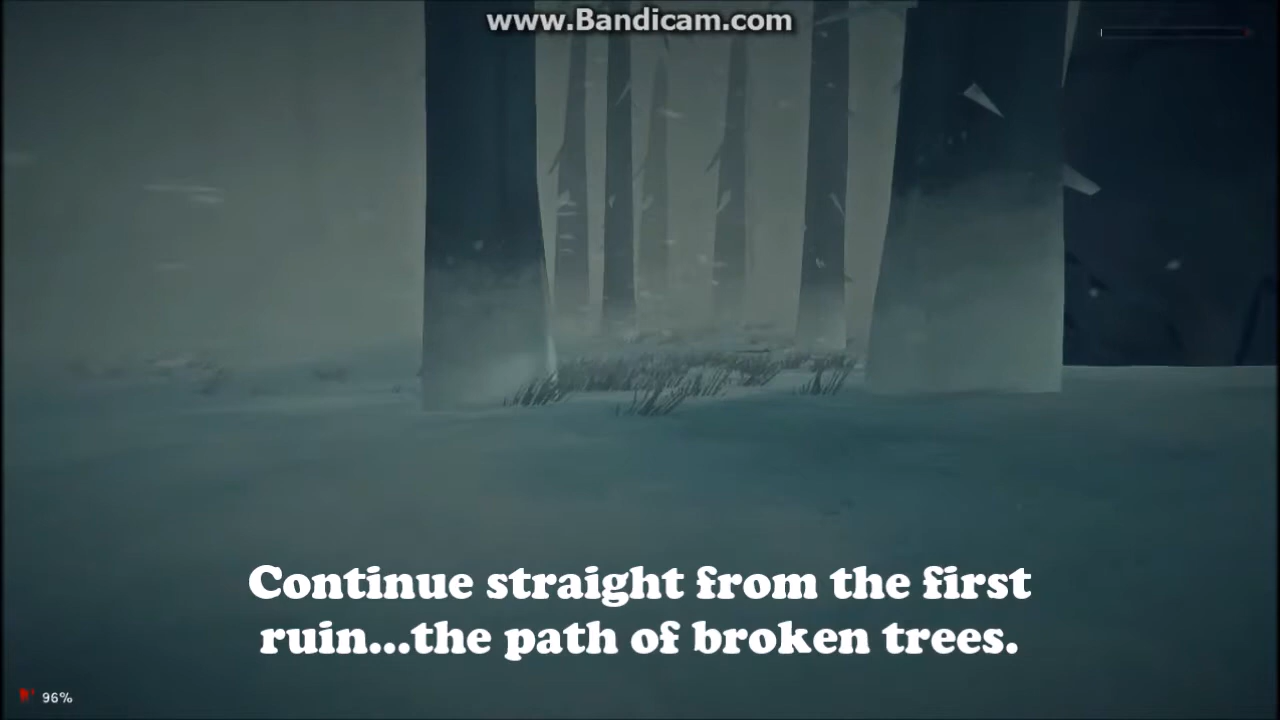 www.Bandicam.com
Continue straight from the first
ruin...the path of broken trees.
96%